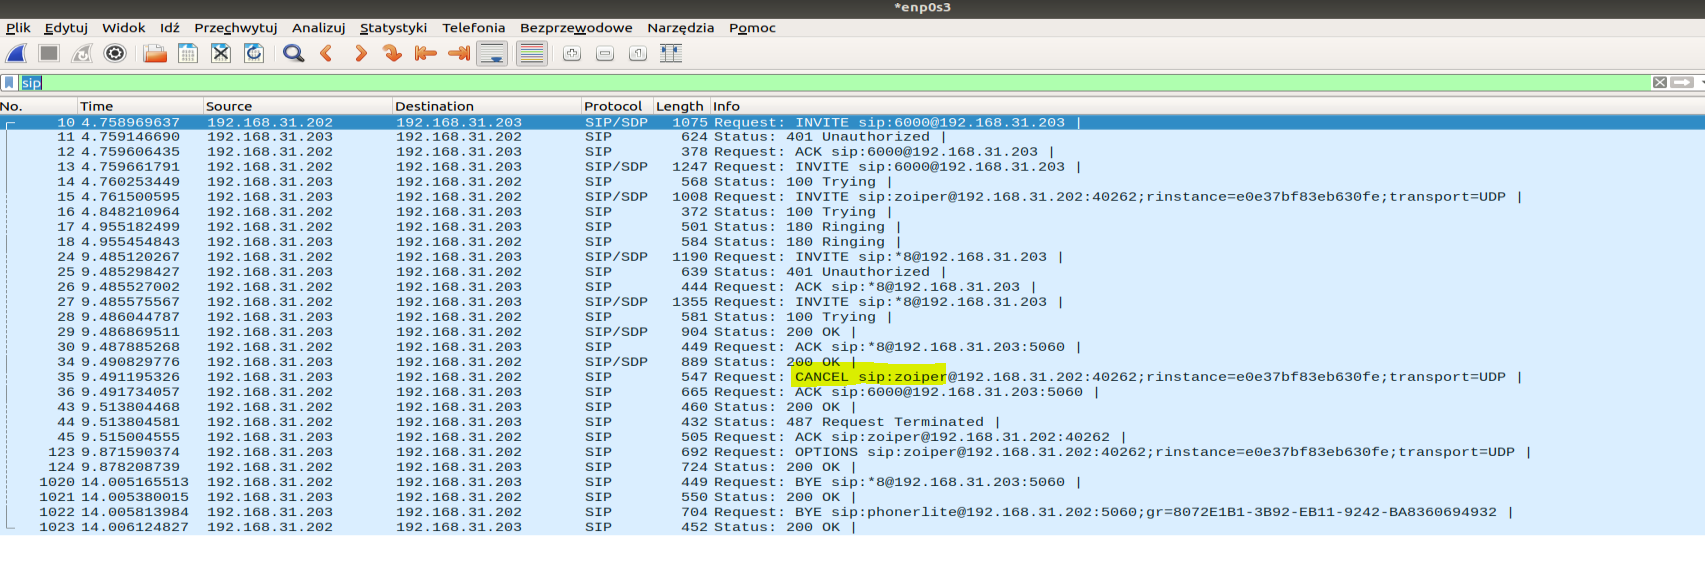 *enp0s3
Plik Edytuj Widok Idź Przechwytuj Analizuj Statystyki Telefonia Bezprzewodowe Narzędzia Pomoc
sip
No. Time Source Destination Protocol Length Info
10 4.758969637 192.168.31.202 192.168.31.203 SIP/SDP 1075 Request: INVITE sip:6000@192.168.31.203 |
11 4.759146690 192.168.31.203 192.168.31.202 SIP 624 Status: 401 Unauthorized |
12 4.759606435 192.168.31.202 192.168.31.203 SIP 378 Request: ACK sip:6000@192.168.31.203 |
13 4.759661791 192.168.31.202 192.168.31.203 SIP/SDP 1247 Request: INVITE sip:6000@192.168.31.203 |
14 4.760253449 192.168.31.203 192.168.31.202 SIP 568 Status: 100 Trying |
15 4.761500595 192.168.31.203 192.168.31.202 SIP/SDP 1008 Request: INVITE sip:zoiper@192.168.31.202:40262;rinstance=e0e37bf83eb630fe;transport=UDP |
16 4.848210964 192.168.31.202 192.168.31.203 SIP 372 Status: 100 Trying |
17 4.955182499 192.168.31.202 192.168.31.203 SIP 501 Status: 180 Ringing |
18 4.955454843 192.168.31.203 192.168.31.202 SIP 584 Status: 180 Ringing |
24 9.485120267 192.168.31.202 192.168.31.203 SIP/SDP 1190 Request: INVITE sip:*8@192.168.31.203 |
25 9.485298427 192.168.31.203 192.168.31.202 SIP 639 Status: 401 Unauthorized |
26 9.485527002 192.168.31.202 192.168.31.203 SIP 444 Request: ACK sip:*8@192.168.31.203 |
27 9.485575567 192.168.31.202 192.168.31.203 SIP/SDP 1355 Request: INVITE sip:*8@192.168.31.203 |
28 9.486044787 192.168.31.203 192.168.31.202 SIP 581 Status: 100 Trying |
29 9.486869511 192.168.31.203 192.168.31.202 SIP/SDP 904 Status: 200 OK |
30 9.487885268 192.168.31.202 192.168.31.203 SIP 449 Request: ACK sip:*8@192.168.31.203:5060 |
34 9.490829776 192.168.31.203 192.168.31.202 SIP/SDP 889 Status: 200 OK |
35 9.491195326 192.168.31.203 192.168.31.202 SIP 547 Request: CANCEL sip:zoiper@192.168.31.202:40262;rinstance=e0e37bf83eb630fe;transport=UDP |
36 9.491734057 192.168.31.202 192.168.31.203 SIP 665 Request: ACK sip:6000@192.168.31.203:5060 |
43 9.513804468 192.168.31.202 192.168.31.203 SIP 460 Status: 200 OK |
44 9.513804581 192.168.31.202 192.168.31.203 SIP 432 Status: 487 Request Terminated |
45 9.515004555 192.168.31.203 192.168.31.202 SIP 505 Request: ACK sip:zoiper@192.168.31.202:40262 |
123 9.871590374 192.168.31.203 192.168.31.202 SIP 692 Request: OPTIONS sip:zoiper@192.168.31.202:40262;rinstance=e0e37bf83eb630fe;transport=UDP |
124 9.878208739 192.168.31.202 192.168.31.203 SIP 724 Status: 200 OK |
1020 14.005165513 192.168.31.202 192.168.31.203 SIP 449 Request: BYE sip:*8@192.168.31.203:5060 |
1021 14.005380015 192.168.31.203 192.168.31.202 SIP 550 Status: 200 OK |
1022 14.005813984 192.168.31.203 192.168.31.202 SIP 704 Request: BYE sip:phonerlite@192.168.31.202:5060;gr=8072E1B1-3B92-EB11-9242-BA8360694932 |
1023 14.006124827 192.168.31.202 192.168.31.203 SIP 452 Status: 200 OK |